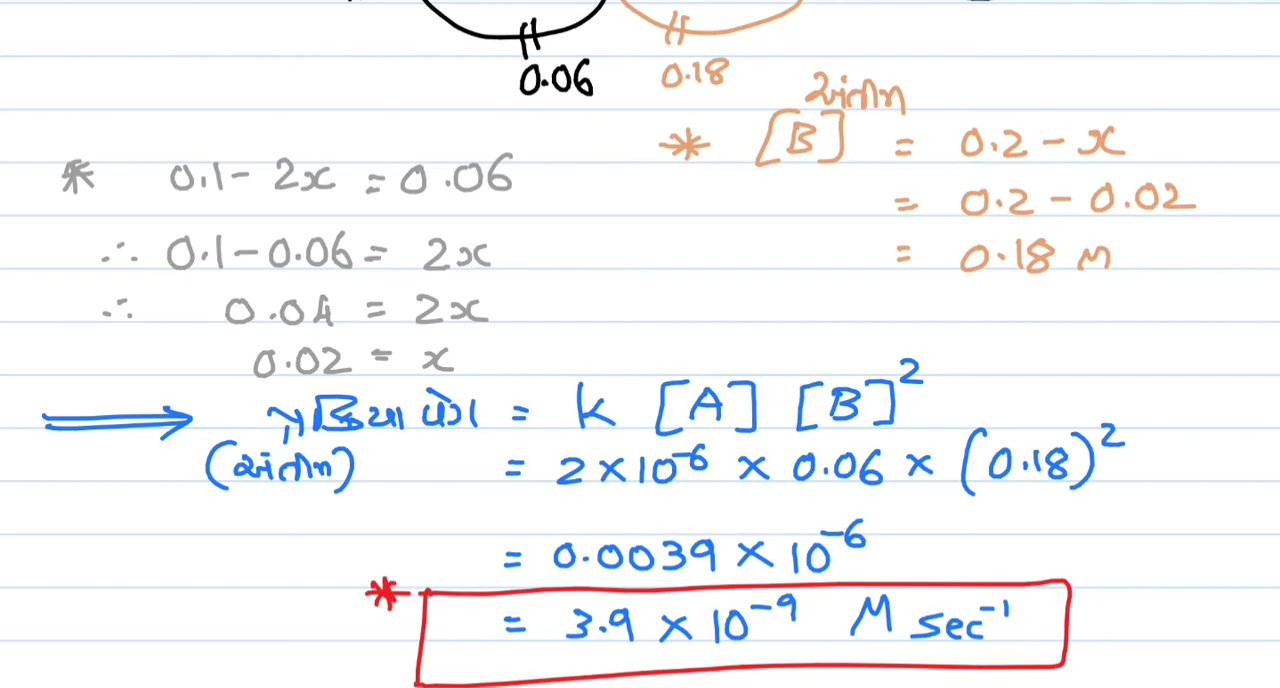 0.06
0.18
* 0.1 - 2x = 0.06
∴ 0.1 - 0.06 = 2x
∴ 0.04 = 2x
0.02 = x
અંતિમ
* [B] = 0.2 - x
= 0.2 - 0.02
= 0.18 M
⟹ પ્રક્રિયા વેગ = k [A] [B]²
(અંતિમ) = 2 × 10⁻⁶ × 0.06 × (0.18)²
= 0.0039 × 10⁻⁶
* = 3.9 × 10⁻⁹ M sec⁻¹